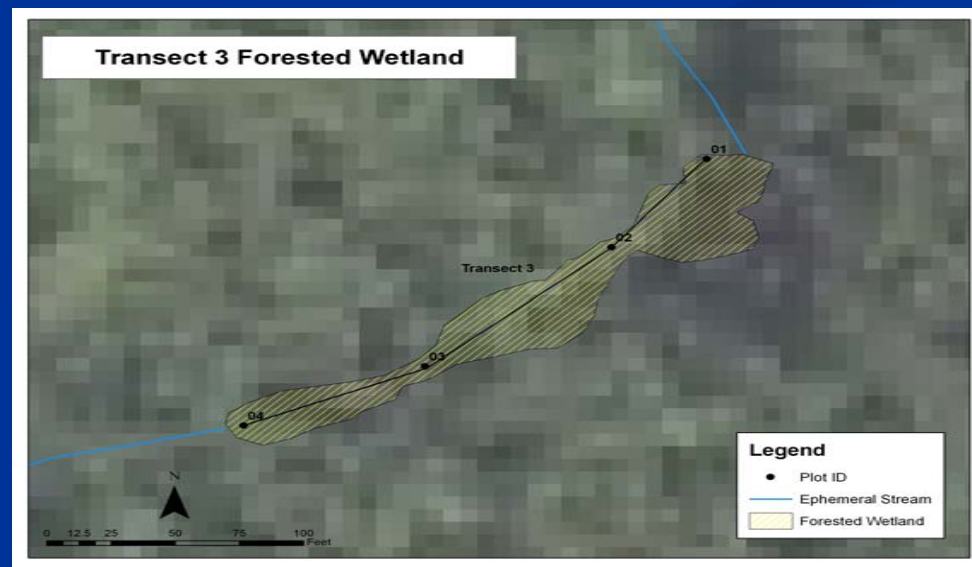 Transect 3 Forested Wetland
01
02
Transect 3
03
04
N
0 12.5 25 50 75 100
Feet
Legend
Plot ID
Ephemeral Stream
Forested Wetland